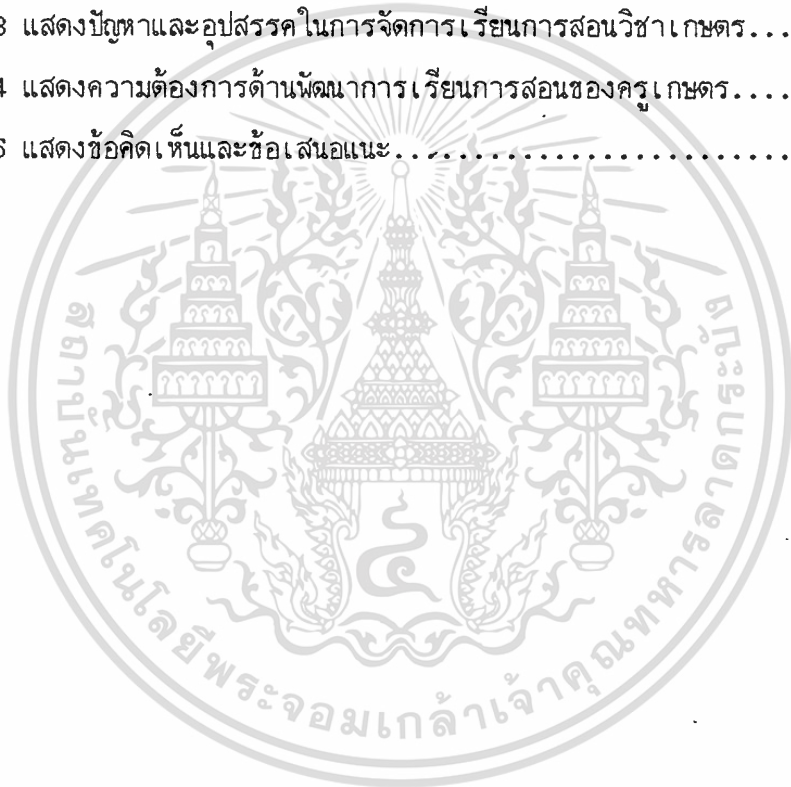 3 แสดงปัญหาและอุปสรรคในการจัดการเรียนการสอนวิชาเกษตร...
4 แสดงความต้องการด้านพัฒนาการเรียนการสอนของครูเกษตร....
แสดงข้อคิดเห็นและข้อเสนอแนะ...........................
สถาบันเทคโนโลยีพระจอมเกล้าเจ้าคุณทหารลาดกระบัง